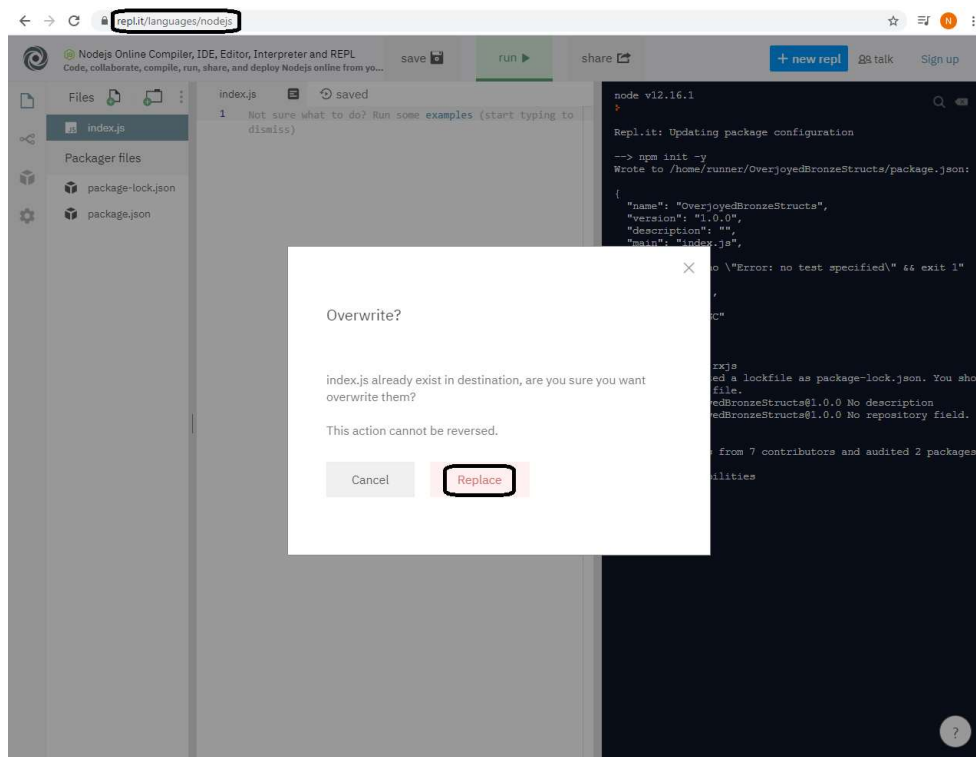 repl.it/languages/nodejs
N
Nodejs Online Compiler, IDE, Editor, Interpreter and REPL
Code, collaborate, compile, run, share, and deploy Nodejs online from yo...
save
run
share
+ new repl
talk
Sign up
Files
index.js
Packager files
package-lock.json
package.json
index.js
saved
1 Not sure what to do? Run some examples (start typing to
dismiss)
node v12.16.1
Repl.it: Updating package configuration
--> npm init -y
Wrote to /home/runner/OverjoyedBronzeStructs/package.json:
{
"name": "OverjoyedBronzeStructs",
"version": "1.0.0",
"description": "",
"main": "index.js",
\"Error: no test specified\" && exit 1"
,
"
rxjs
a lockfile as package-lock.json. You sho
file.
edBronzeStructs@1.0.0 No description
edBronzeStructs@1.0.0 No repository field.
from 7 contributors and audited 2 packages
ilities
Overwrite?
index.js already exist in destination, are you sure you want
overwrite them?
This action cannot be reversed.
Cancel
Replace
?